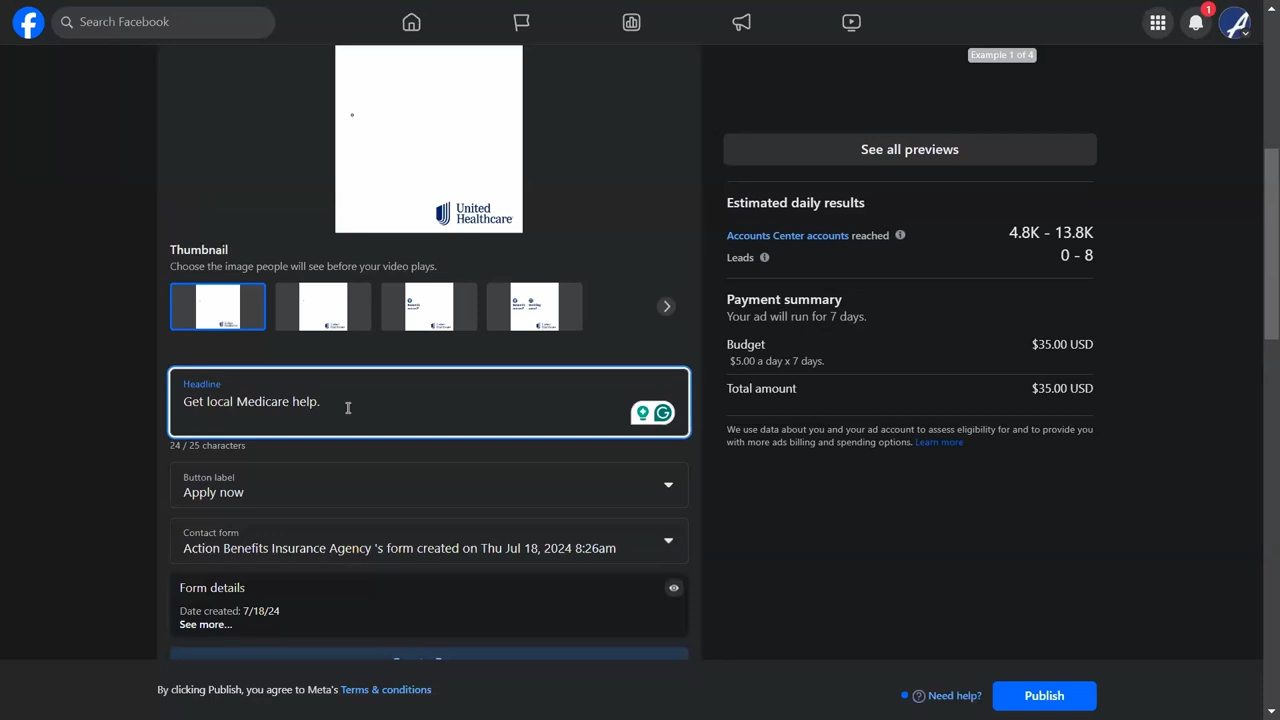 Search Facebook
1
Example 1 of 4
United
Healthcare
Thumbnail
Choose the image people will see before your video plays.
Headline
Get local Medicare help.
24 / 25 characters
Button label
Apply now
Contact form
Action Benefits Insurance Agency 's form created on Thu Jul 18, 2024 8:26am
Form details
Date created: 7/18/24
See more...
See all previews
Estimated daily results
Accounts Center accounts reached 4.8K - 13.8K
Leads 0 - 8
Payment summary
Your ad will run for 7 days.
Budget $35.00 USD
$5.00 a day x 7 days.
Total amount $35.00 USD
We use data about you and your ad account to assess eligibility for and to provide you
with more ads billing and spending options. Learn more
By clicking Publish, you agree to Meta's Terms & conditions
Need help?
Publish